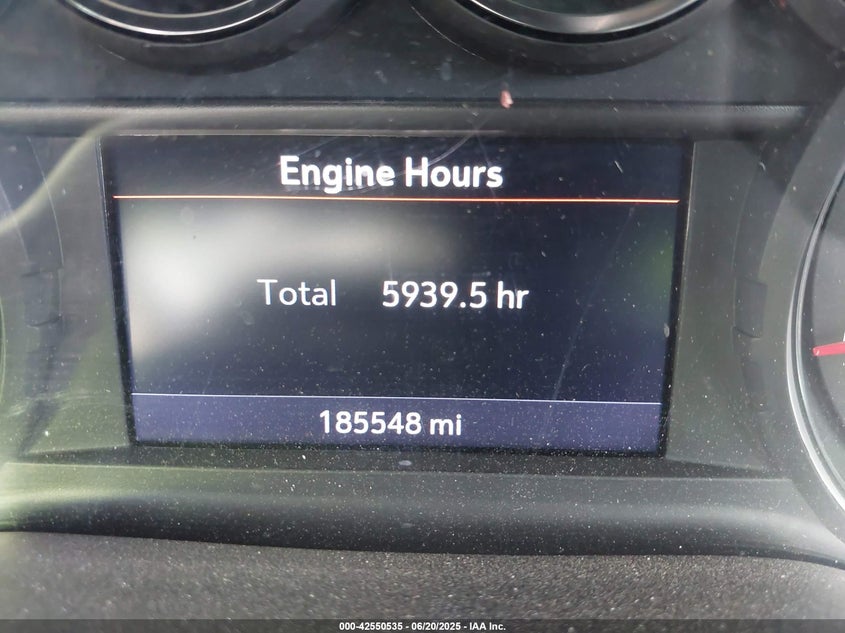 Engine Hours
Total 5939.5 hr
185548 mi
000-42550535 - 06/20/2025 - IAA Inc.